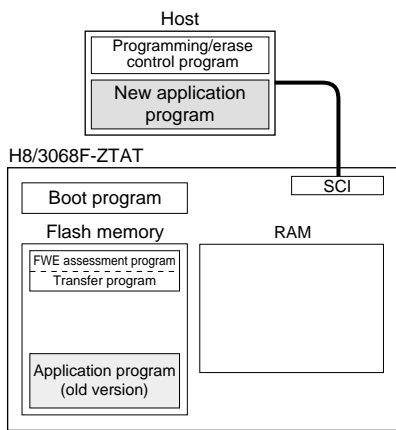 Host
Programming/erase
control program
New application
program
H8/3068F-ZTAT
SCI
Boot program
Flash memory
RAM
FWE assessment program
Transfer program
Application program
(old version)